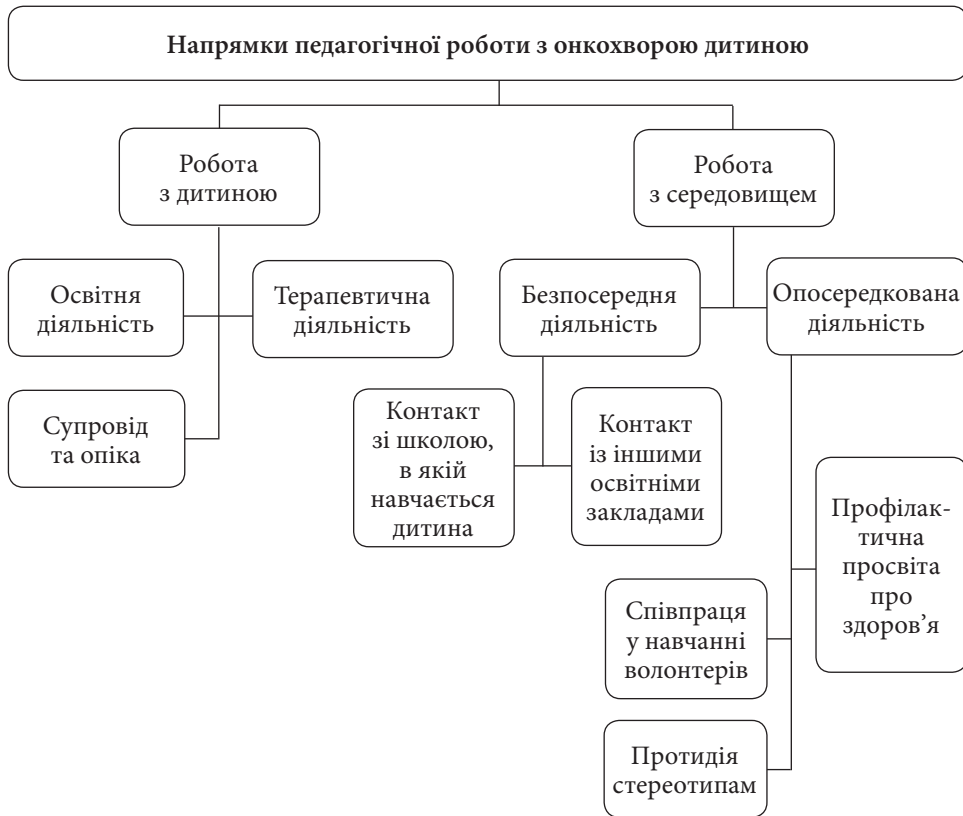 Напрямки педагогічної роботи з онкохворою дитиною
Робота
з дитиною
Робота
з середовищем
Освітня
діяльність
Терапевтична
діяльність
Безпосередня
діяльність
Опосередкована
діяльність
Супровід
та опіка
Контакт
зі школою,
в якій
навчається
дитина
Контакт
із іншими
освітніми
закладами
Профілак-
тична
просвіта
про
здоров’я
Співпраця
у навчанні
волонтерів
Протидія
стереотипам